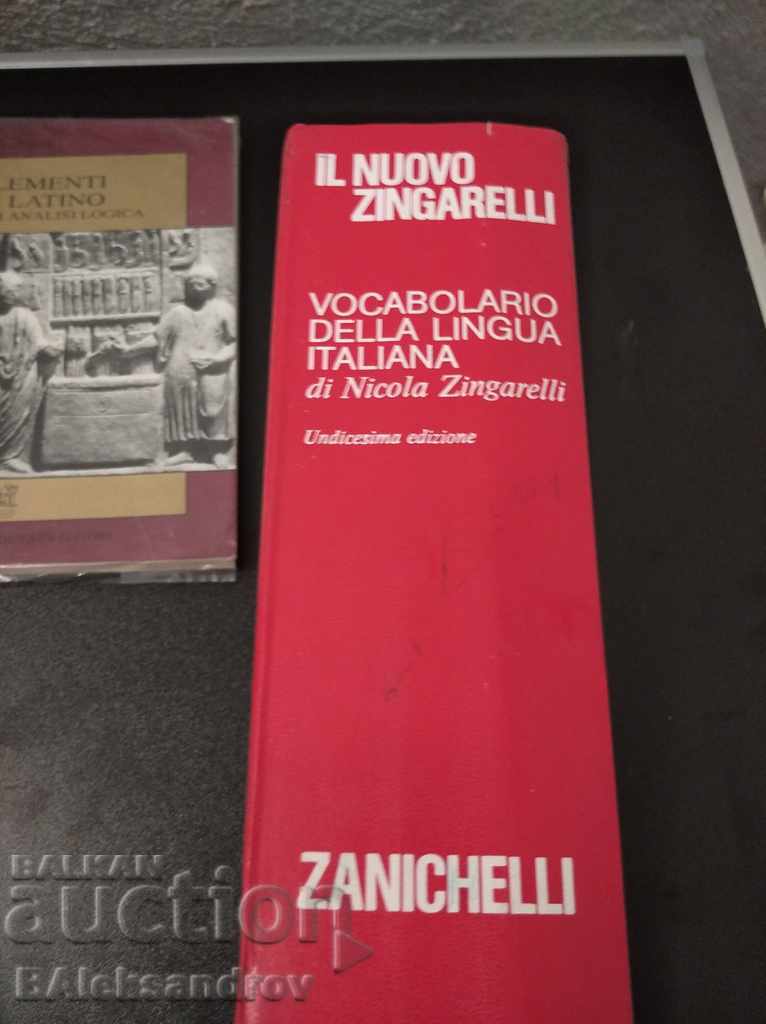 LEMENTI
LATINO
ANALISI LOGICA
IL NUOVO
ZINGARELLI
VOCABOLARIO
DELLA LINGUA
ITALIANA
di Nicola Zingarelli
Undicesima edizione
ZANICHELLI
BALKAN
auction
BAleksandrov